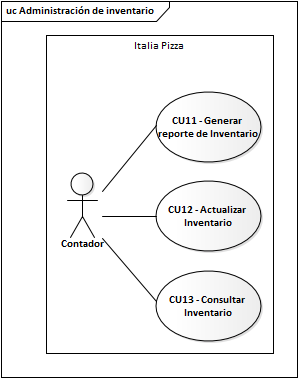 uc Administración de inventario
Italia Pizza
CU11 - Generar
reporte de Inventario
CU12 - Actualizar
Inventario
Contador
CU13 - Consultar
Inventario